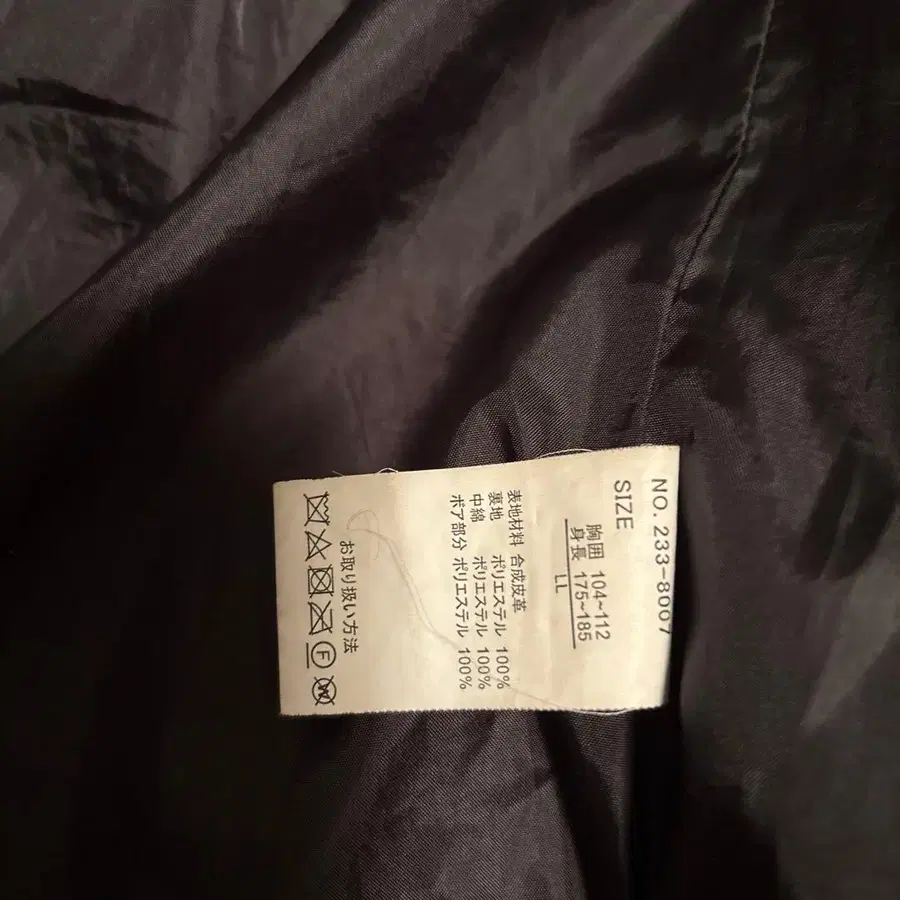 NO. 233-8007
SIZE
胸囲 104~112
身長 175~185
LL
表地材料 合成皮革
裏地 ポリエステル 100%
中綿 ポリエステル 100%
ボア部分 ポリエステル 100%
お取り扱い方法
F
W